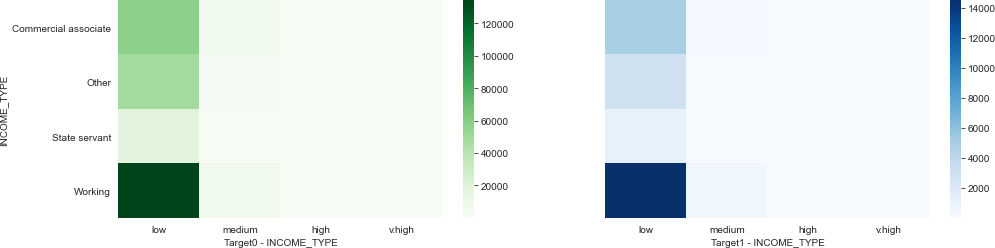 INCOME_TYPE
Commercial associate
Other
State servant
Working
low medium high v.high
Target0 - INCOME_TYPE
120000
100000
80000
60000
40000
20000
low medium high v.high
Target1 - INCOME_TYPE
14000
12000
10000
8000
6000
4000
2000